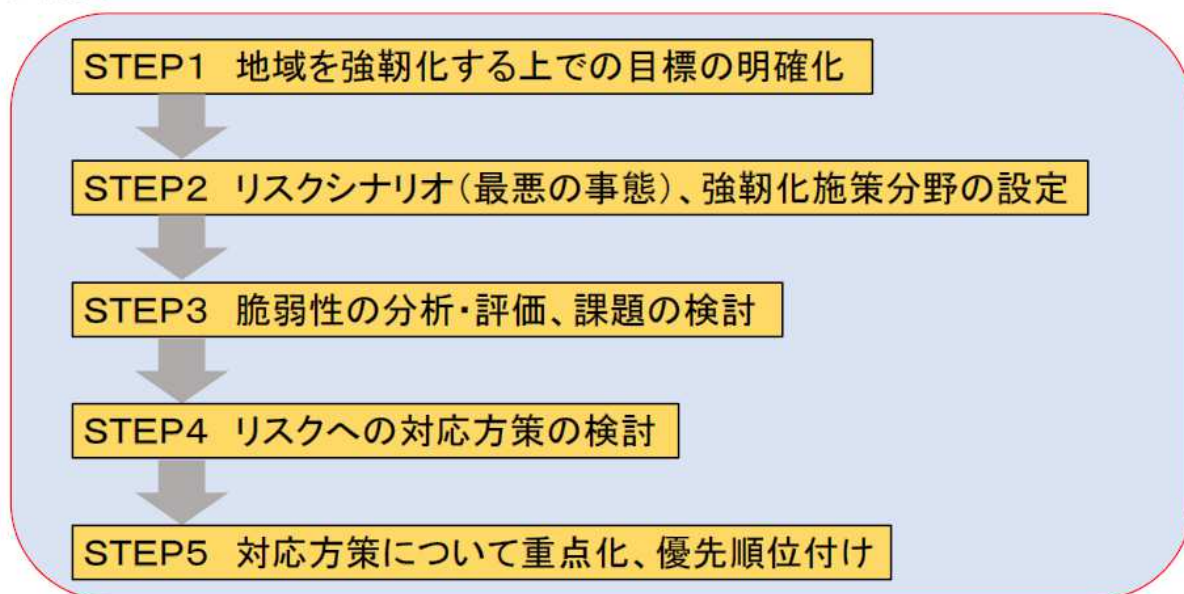 STEP1 地域を強靭化する上での目標の明確化
STEP2 リスクシナリオ(最悪の事態)、強靭化施策分野の設定
STEP3 脆弱性の分析・評価、課題の検討
STEP4 リスクへの対応方策の検討
STEP5 対応方策について重点化、優先順位付け